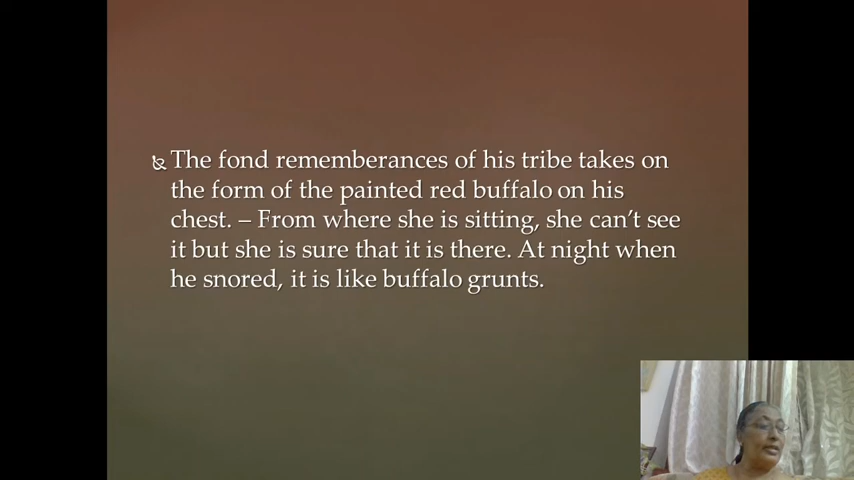 The fond rememberances of his tribe takes on
the form of the painted red buffalo on his
chest. – From where she is sitting, she can't see
it but she is sure that it is there. At night when
he snored, it is like buffalo grunts.